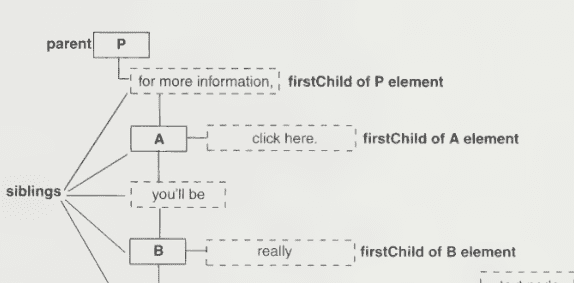 parent P
for more information, firstChild of P element
A click here. firstChild of A element
siblings you'll be
B really firstChild of B element